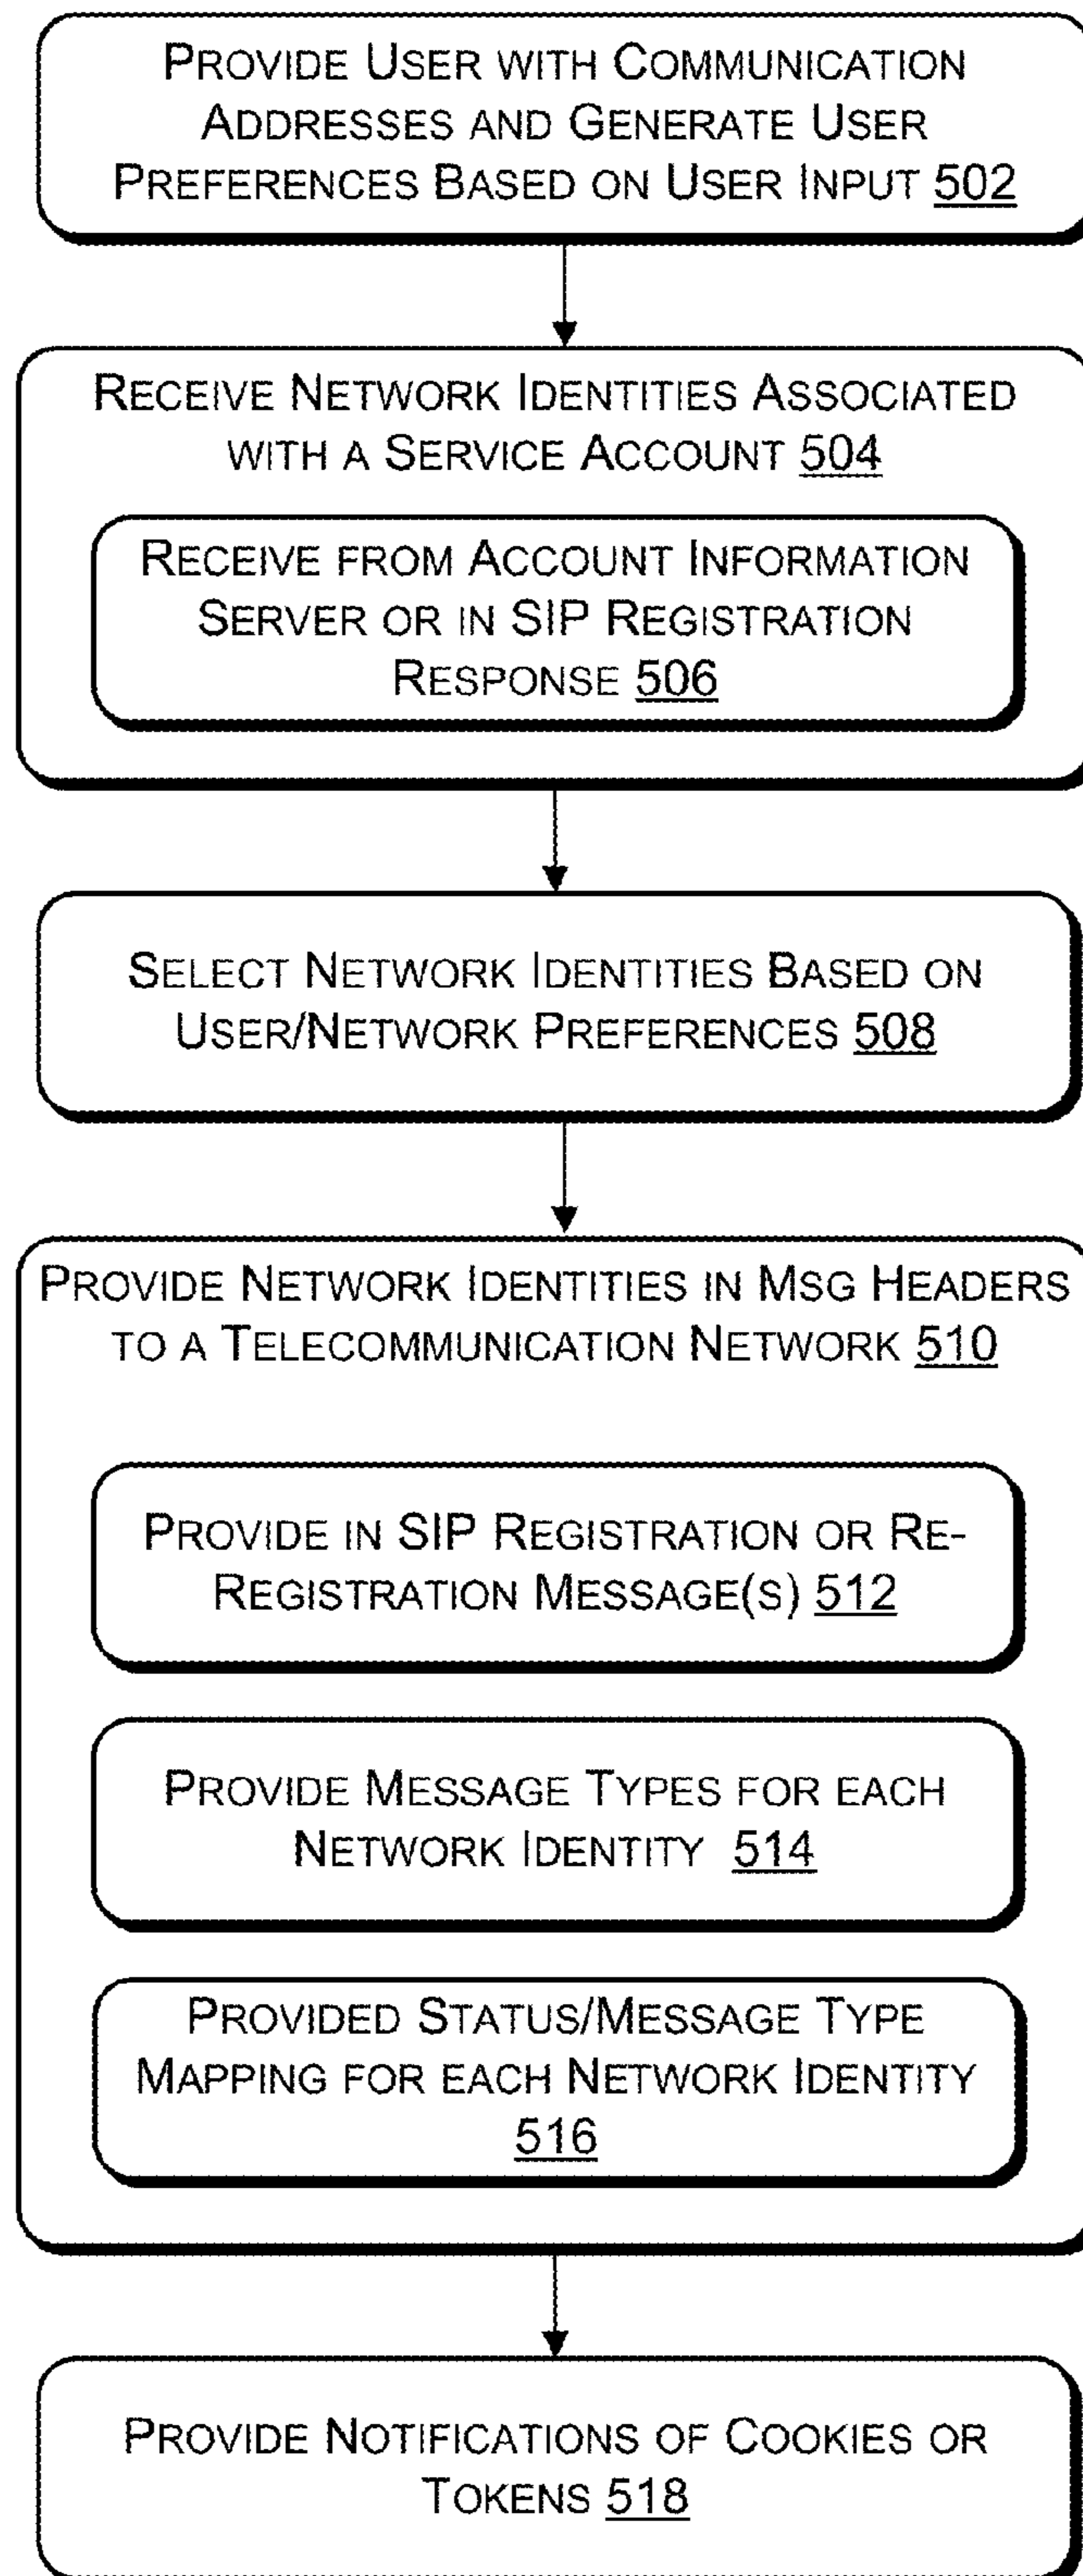 PROVIDE USER WITH COMMUNICATION
ADDRESSES AND GENERATE USER
PREFERENCES BASED ON USER INPUT 502
RECEIVE NETWORK IDENTITIES ASSOCIATED
WITH A SERVICE ACCOUNT 504
RECEIVE FROM ACCOUNT INFORMATION
SERVER OR IN SIP REGISTRATION
RESPONSE 506
SELECT NETWORK IDENTITIES BASED ON
USER/NETWORK PREFERENCES 508
PROVIDE NETWORK IDENTITIES IN MSG HEADERS
TO A TELECOMMUNICATION NETWORK 510
PROVIDE IN SIP REGISTRATION OR RE-
REGISTRATION MESSAGE(S) 512
PROVIDE MESSAGE TYPES FOR EACH
NETWORK IDENTITY 514
PROVIDED STATUS/MESSAGE TYPE
MAPPING FOR EACH NETWORK IDENTITY
516
PROVIDE NOTIFICATIONS OF COOKIES OR
TOKENS 518